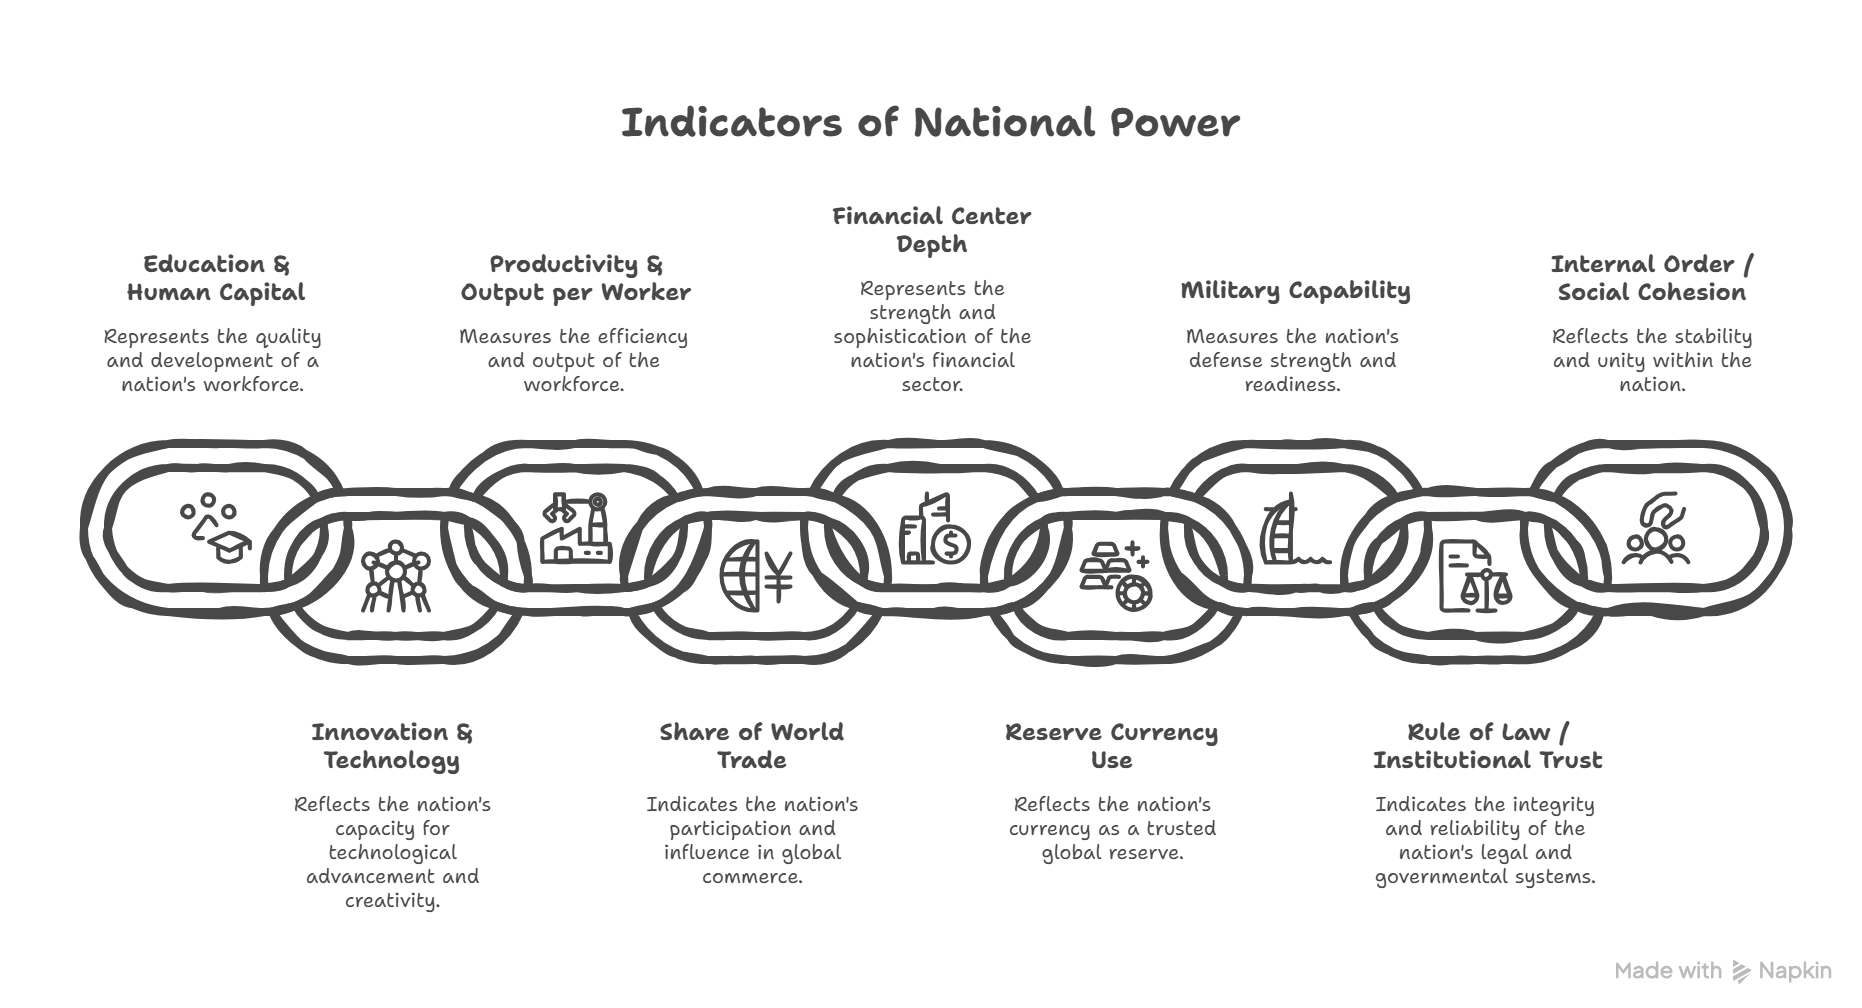 Indicators of National Power
Education &
Human Capital
Represents the quality
and development of a
nation's workforce.
Productivity &
Output per Worker
Measures the efficiency
and output of the
workforce.
Financial Center
Depth
Represents the
strength and
sophistication of the
nation's financial
sector.
Military Capability
Measures the nation's
defense strength and
readiness.
Internal Order /
Social Cohesion
Reflects the stability
and unity within the
nation.
¥
$
Innovation &
Technology
Reflects the nation's
capacity for
technological
advancement and
creativity.
Share of World
Trade
Indicates the nation's
participation and
influence in global
commerce.
Reserve Currency
Use
Reflects the nation's
currency as a trusted
global reserve.
Rule of Law /
Institutional Trust
Indicates the integrity
and reliability of the
nation's legal and
governmental systems.
Made with Napkin